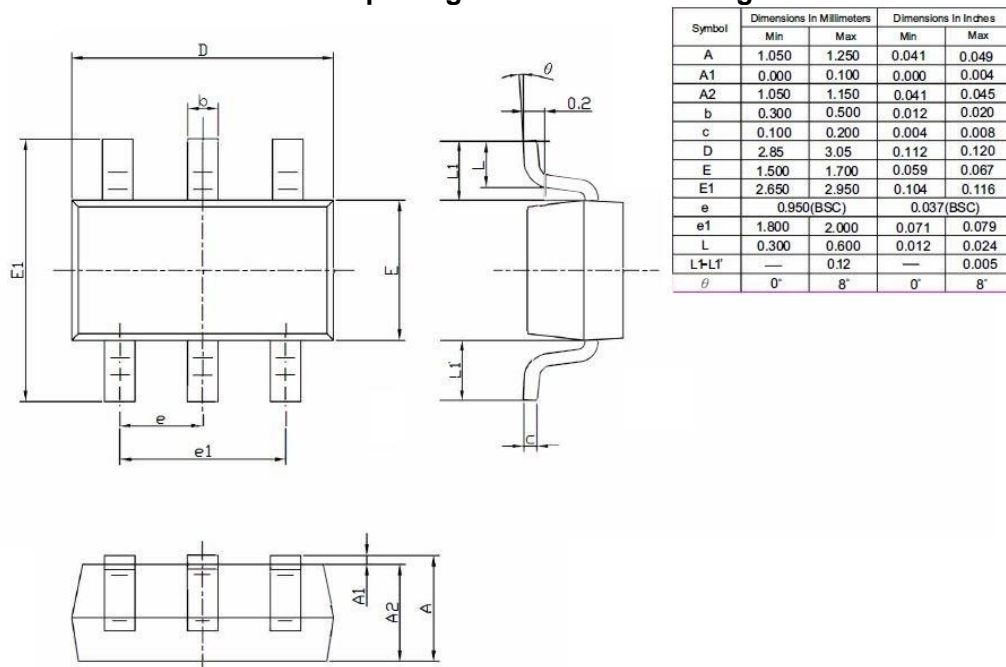 D
θ
b
0.2
L1
L
E1
E
L1'
e
c
e1
A1
A2
A
Symbol Dimensions In Millimeters Dimensions In Inches
Min Max Min Max
A 1.050 1.250 0.041 0.049
A1 0.000 0.100 0.000 0.004
A2 1.050 1.150 0.041 0.045
b 0.300 0.500 0.012 0.020
c 0.100 0.200 0.004 0.008
D 2.85 3.05 0.112 0.120
E 1.500 1.700 0.059 0.067
E1 2.650 2.950 0.104 0.116
e 0.950(BSC) 0.037(BSC)
e1 1.800 2.000 0.071 0.079
L 0.300 0.600 0.012 0.024
L1-L1' — 0.12 — 0.005
θ 0° 8° 0° 8°